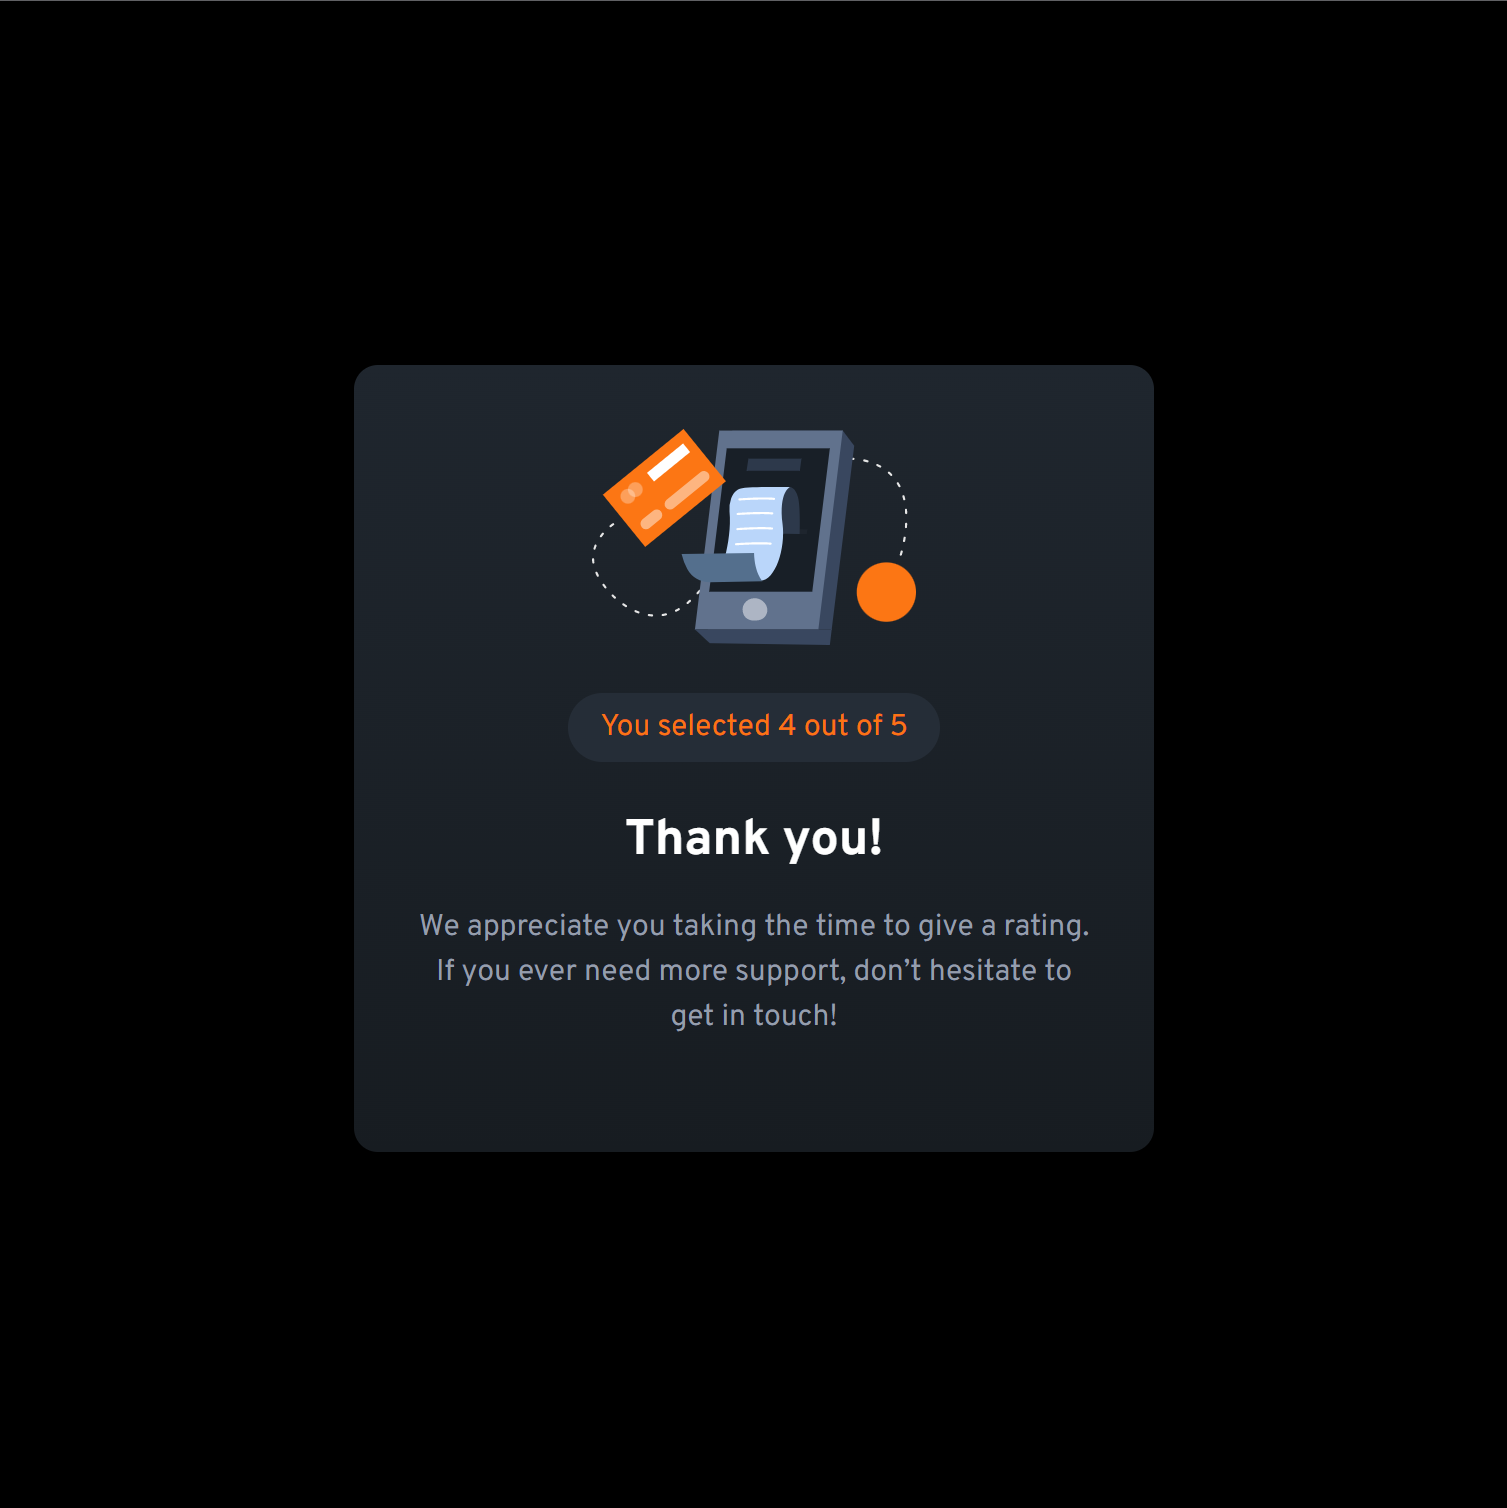 You selected 4 out of 5
Thank you!
We appreciate you taking the time to give a rating.
If you ever need more support, don’t hesitate to
get in touch!